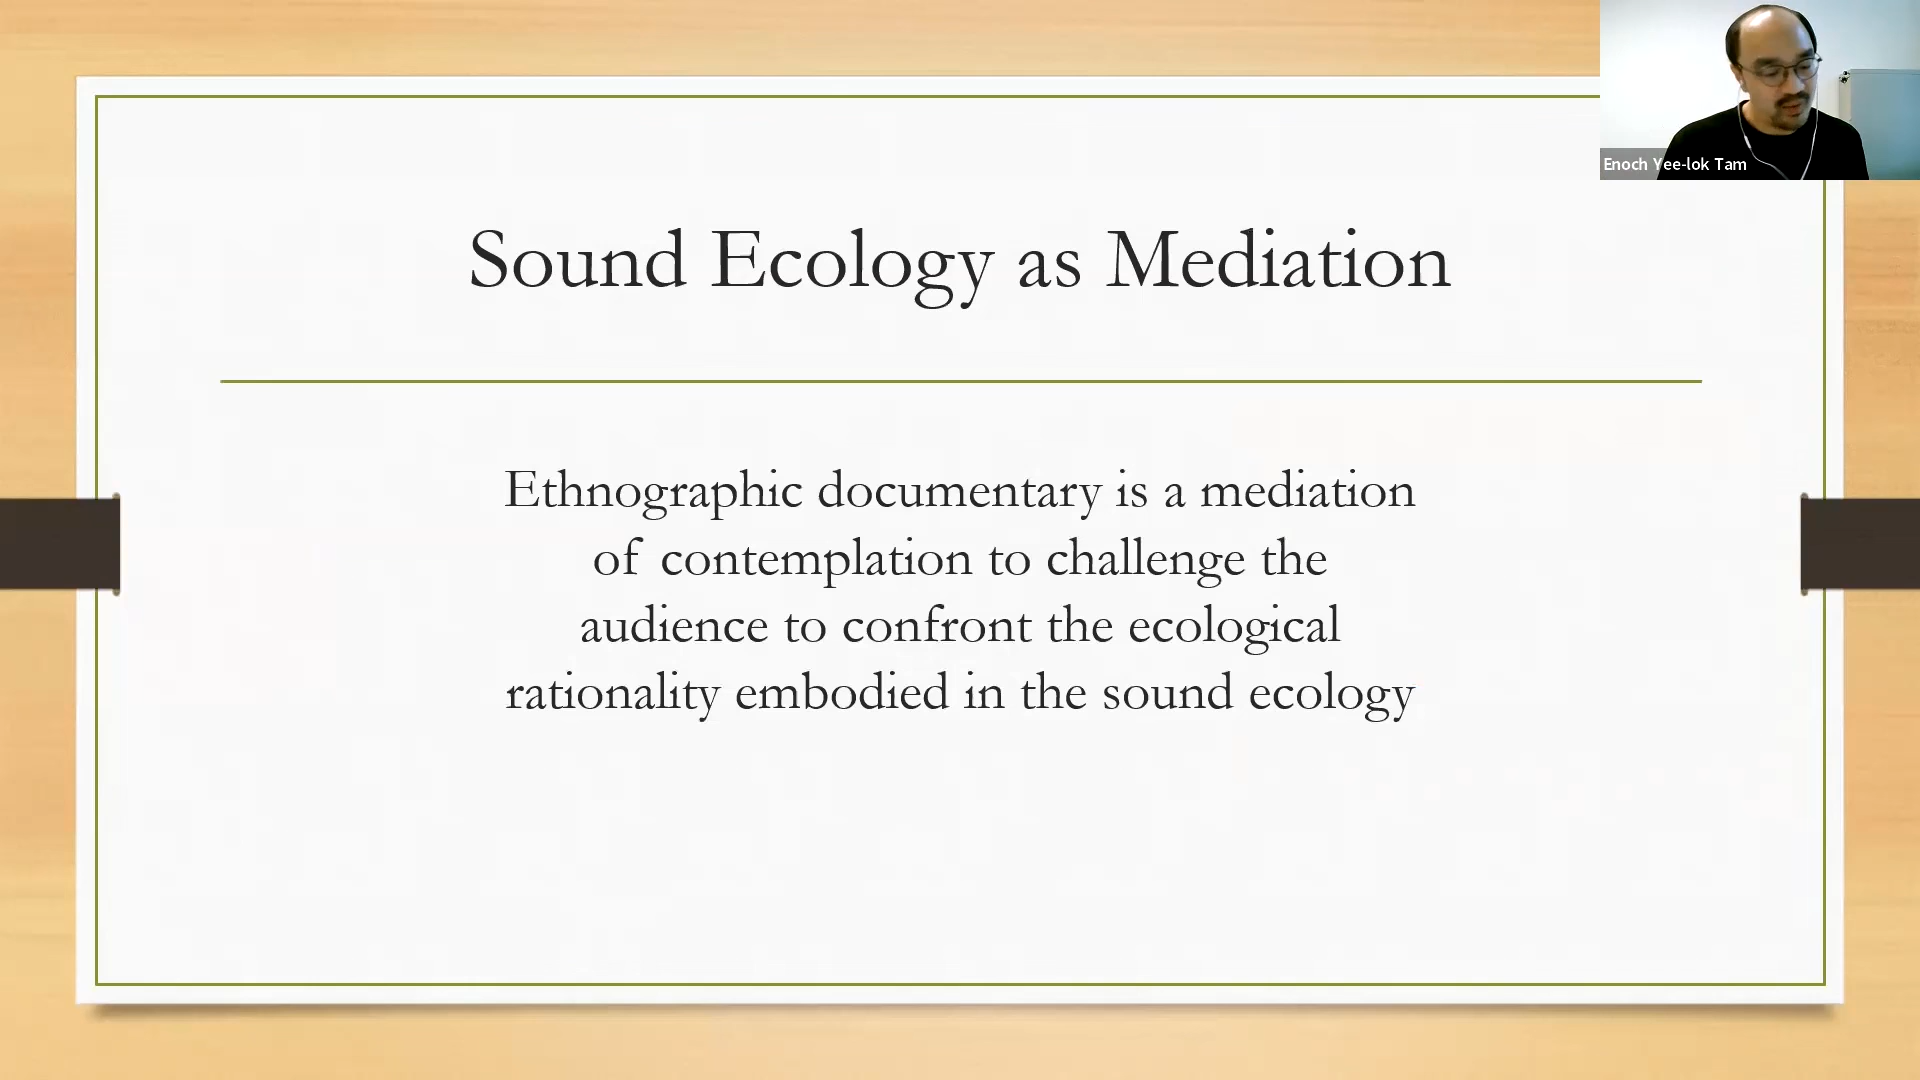 Enoch Yee-lok Tam
Sound Ecology as Mediation
Ethnographic documentary is a mediation
of contemplation to challenge the
audience to confront the ecological
rationality embodied in the sound ecology